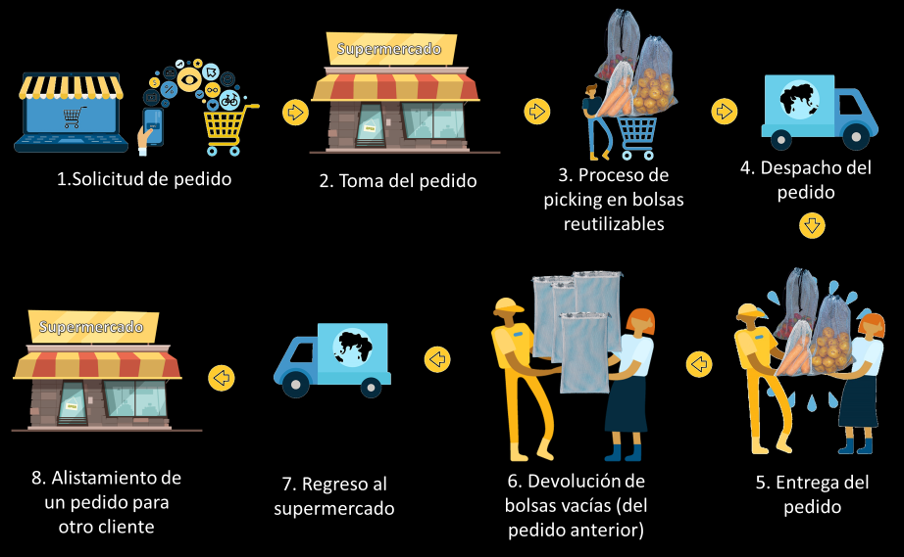 Supermercado
1.Solicitud de pedido
2. Toma del pedido
3. Proceso de
picking en bolsas
reutilizables
4. Despacho del
pedido
5. Entrega del
pedido
6. Devolución de
bolsas vacías (del
pedido anterior)
7. Regreso al
supermercado
Supermercado
8. Alistamiento de
un pedido para
otro cliente